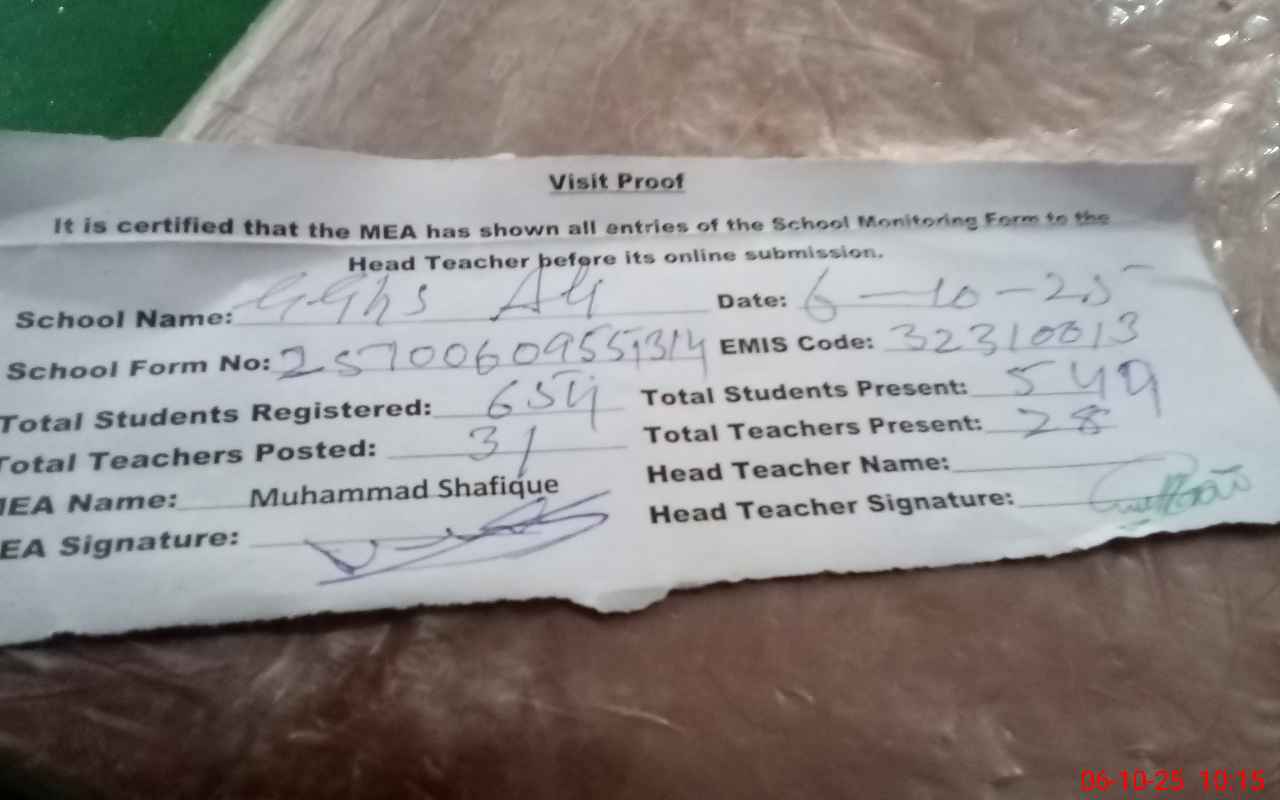 Visit Proof
It is certified that the MEA has shown all entries of the School Monitoring Form to the
Head Teacher before its online submission.
School Name: GGHS Date: 6-10-25
School Form No: EMIS Code: 32310013
Total Students Registered: 654 Total Students Present: 549
Total Teachers Posted: 31 Total Teachers Present: 28
MEA Name: Muhammad Shafique Head Teacher Name:
EA Signature: Head Teacher Signature:
06-10-25 10:15